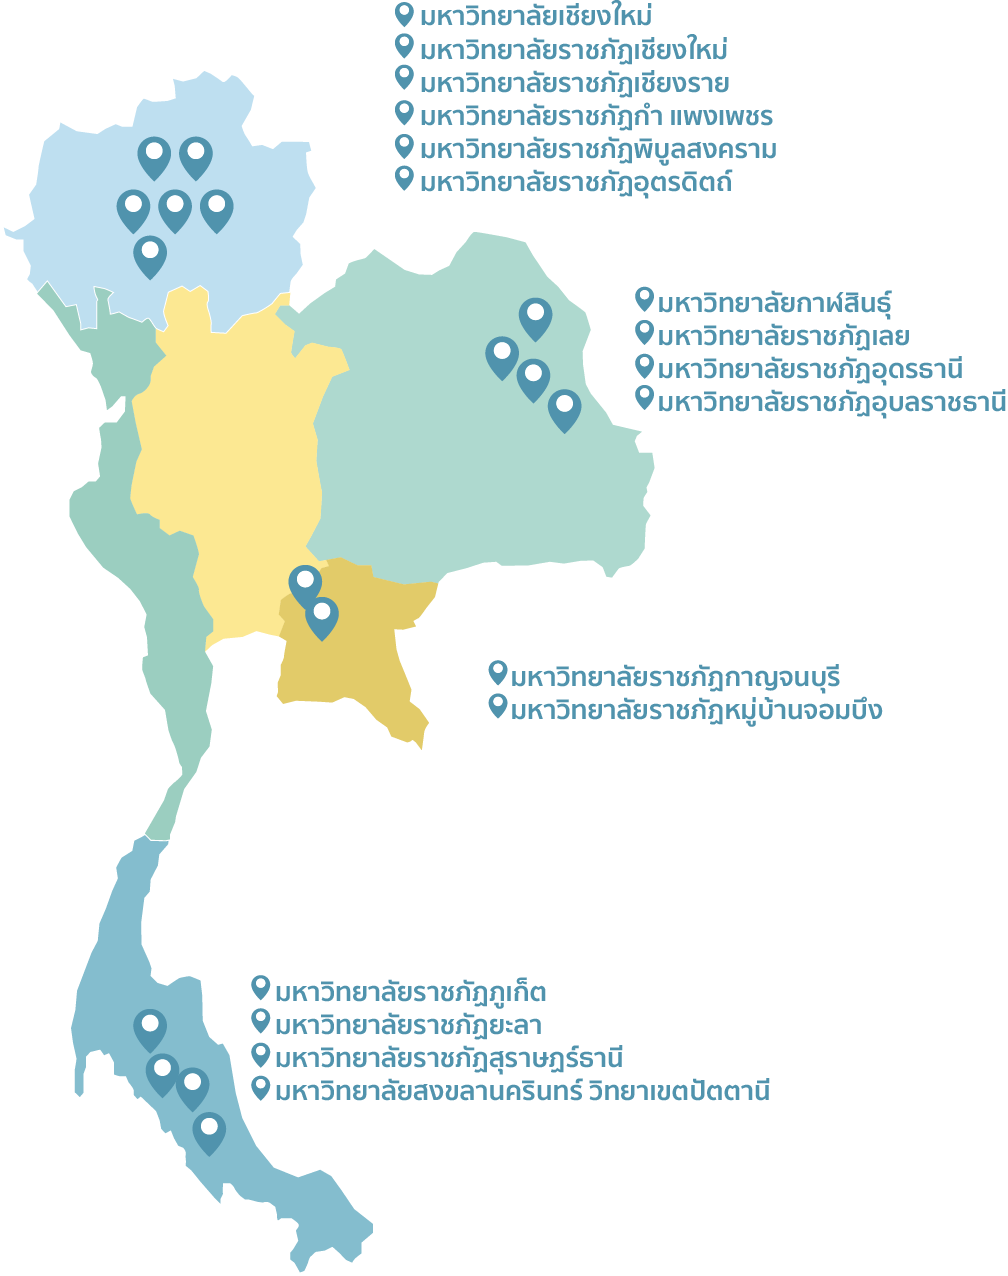 มหาวิทยาลัยเชียงใหม่
มหาวิทยาลัยราชภัฏเชียงใหม่
มหาวิทยาลัยราชภัฏเชียงราย
มหาวิทยาลัยราชภัฏกำ แพงเพชร
มหาวิทยาลัยราชภัฏพิบูลสงคราม
มหาวิทยาลัยราชภัฏอุตรดิตถ์
มหาวิทยาลัยกาฬสินธุ์
มหาวิทยาลัยราชภัฏเลย
มหาวิทยาลัยราชภัฏอุดรธานี
มหาวิทยาลัยราชภัฏอุบลราชธานี
มหาวิทยาลัยราชภัฏกาญจนบุรี
มหาวิทยาลัยราชภัฏหมู่บ้านจอมบึง
มหาวิทยาลัยราชภัฏภูเก็ต
มหาวิทยาลัยราชภัฏยะลา
มหาวิทยาลัยราชภัฏสุราษฎร์ธานี
มหาวิทยาลัยสงขลานครินทร์ วิทยาเขตปัตตานี